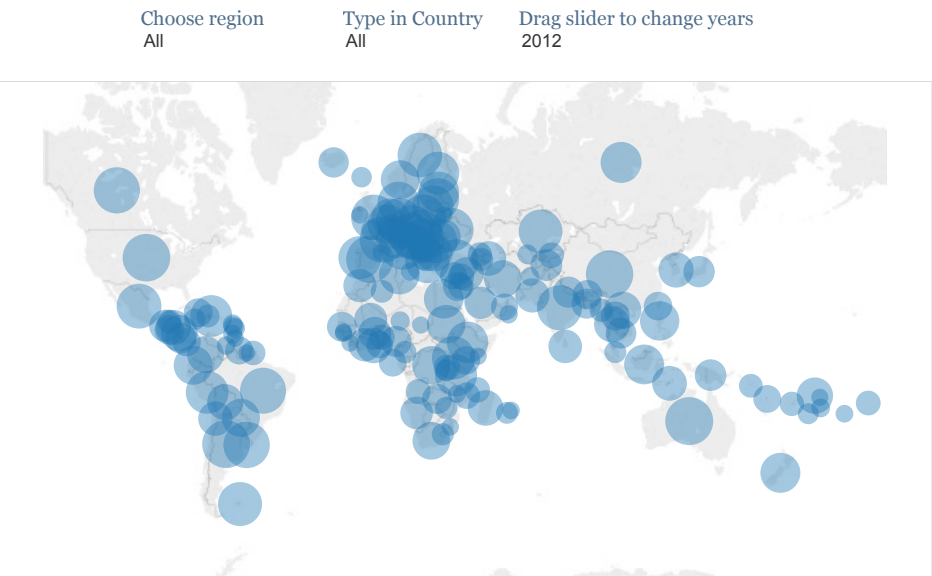 Choose region Type in Country Drag slider to change years
All All 2012